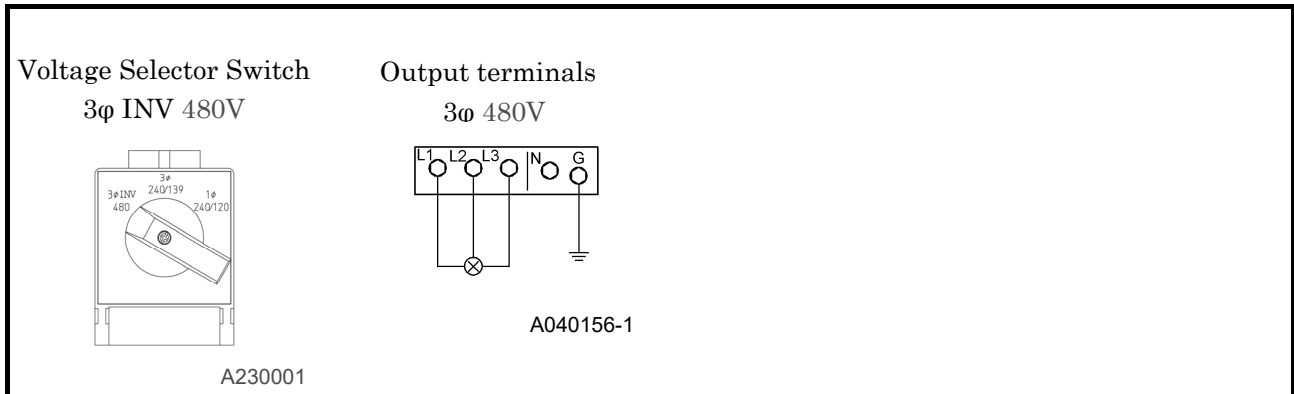 Voltage Selector Switch
3φ INV 480V
3φ
240/139
3φINV
480
1φ
240/120
A230001
Output terminals
3φ 480V
L1 L2 L3 N G
A040156-1